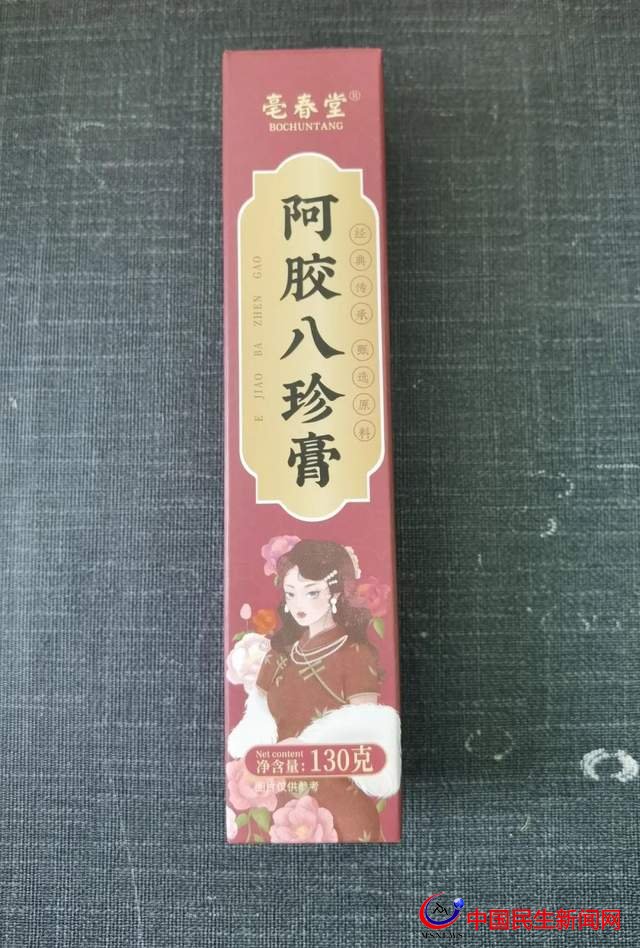 亳春堂®
BOCHUNTANG
阿胶八珍膏
E JIAO BA ZHEN GAO
经典传承 甄选原料
Net content
净含量:130克
图片仅供参考
MSXNEWS
中国民生新闻网